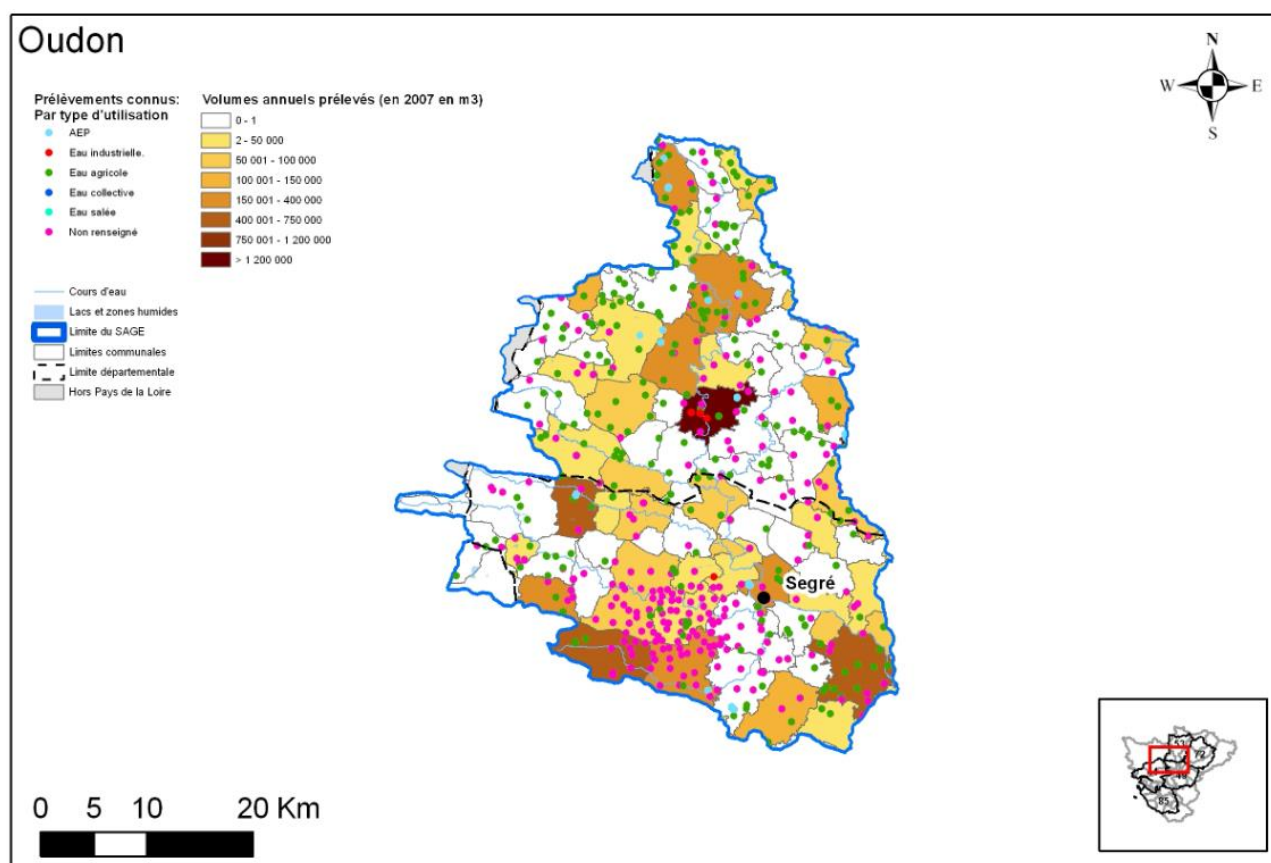 Oudon
N
W E
S
Prélèvements connus:
Par type d'utilisation
AEP
Eau industrielle.
Eau agricole
Eau collective
Eau salée
Non renseigné
Volumes annuels prélevés (en 2007 en m3)
0 - 1
2 - 50 000
50 001 - 100 000
100 001 - 150 000
150 001 - 400 000
400 001 - 750 000
750 001 - 1 200 000
> 1 200 000
Cours d'eau
Lacs et zones humides
Limite du SAGE
Limites communales
Limite départementale
Hors Pays de la Loire
Segré
0 5 10 20 Km
53
72
85